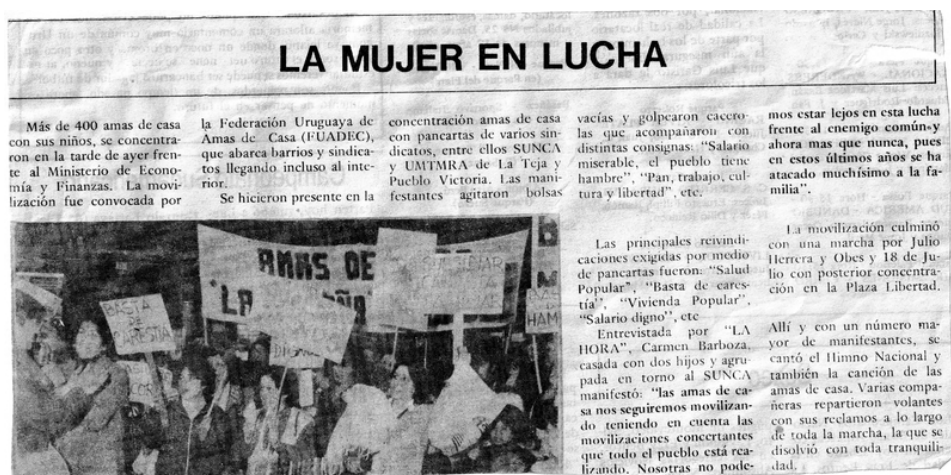 LA MUJER EN LUCHA
Más de 400 amas de casa
con sus niños, se concentra-
ron en la tarde de ayer fren-
te al Ministerio de Econo-
mía y Finanzas. La movi-
lización fue convocada por
la Federación Uruguaya de
Amas de Casa (FUADEC),
que abarca barrios y sindica-
tos llegando incluso al inte-
rior.
Se hicieron presente en la
concentración amas de casa
con pancartas de varios sin-
dicatos, entre ellos SUNCA
y UMTMRA de La Teja y
Pueblo Victoria. Las mani-
festantes agitaron bolsas
vacías y golpearon cacero-
las que acompañaron con
distintas consignas: "Salario
miserable, el pueblo tiene
hambre", "Pan, trabajo, cul-
tura y libertad", etc.
Las principales reivindi-
caciones exigidas por medio
de pancartas fueron: "Salud
Popular", "Basta de cares-
tía", "Vivienda Popular",
"Salario digno", etc
Entrevistada por "LA
HORA", Carmen Barboza,
casada con dos hijos y agru-
pada en torno al SUNCA
manifestó: "las amas de ca-
sa nos seguiremos movilizan-
do teniendo en cuenta las
movilizaciones concertantes
que todo el pueblo está rea-
lizando. Nosotras no pode-
mos estar lejos en esta lucha
frente al enemigo común-y
ahora mas que nunca, pues
en estos últimos años se ha
atacado muchísimo a la fa-
milia".
La movilización culminó
con una marcha por Julio
Herrera y Obes y 18 de Ju-
lio con posterior concentra-
ción en la Plaza Libertad.
Allí y con un número ma-
yor de manifestantes, se
cantó el Himno Nacional y
también la canción de las
amas de casa. Varias compa-
ñeras repartieron volantes
con sus reclamos a lo largo
de toda la marcha, la que se
disolvió con toda tranquili-
dad.
AMAS DE
BASTA
CARESTIA
DIGNO
HAM